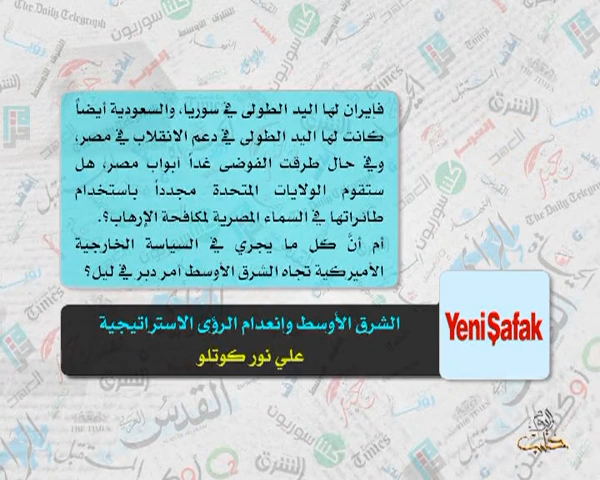 فإيران لها اليد الطولى في سوريا، والسعودية أيضاً
كانت لها اليد الطولى في دعم الانقلاب في مصر،
وفي حال طرقت الفوضى غداً أبواب مصر، هل
ستقوم الولايات المتحدة مجدداً باستخدام
طائراتها في السماء المصرية لمكافحة الإرهاب؟.
أم أنَّ كل ما يجري في السياسة الخارجية
الأميركية تجاه الشرق الأوسط أمر دبر في ليل؟
الشرق الأوسط وانعدام الرؤى الاستراتيجية
علي نور كوتلو
YeniŞafak